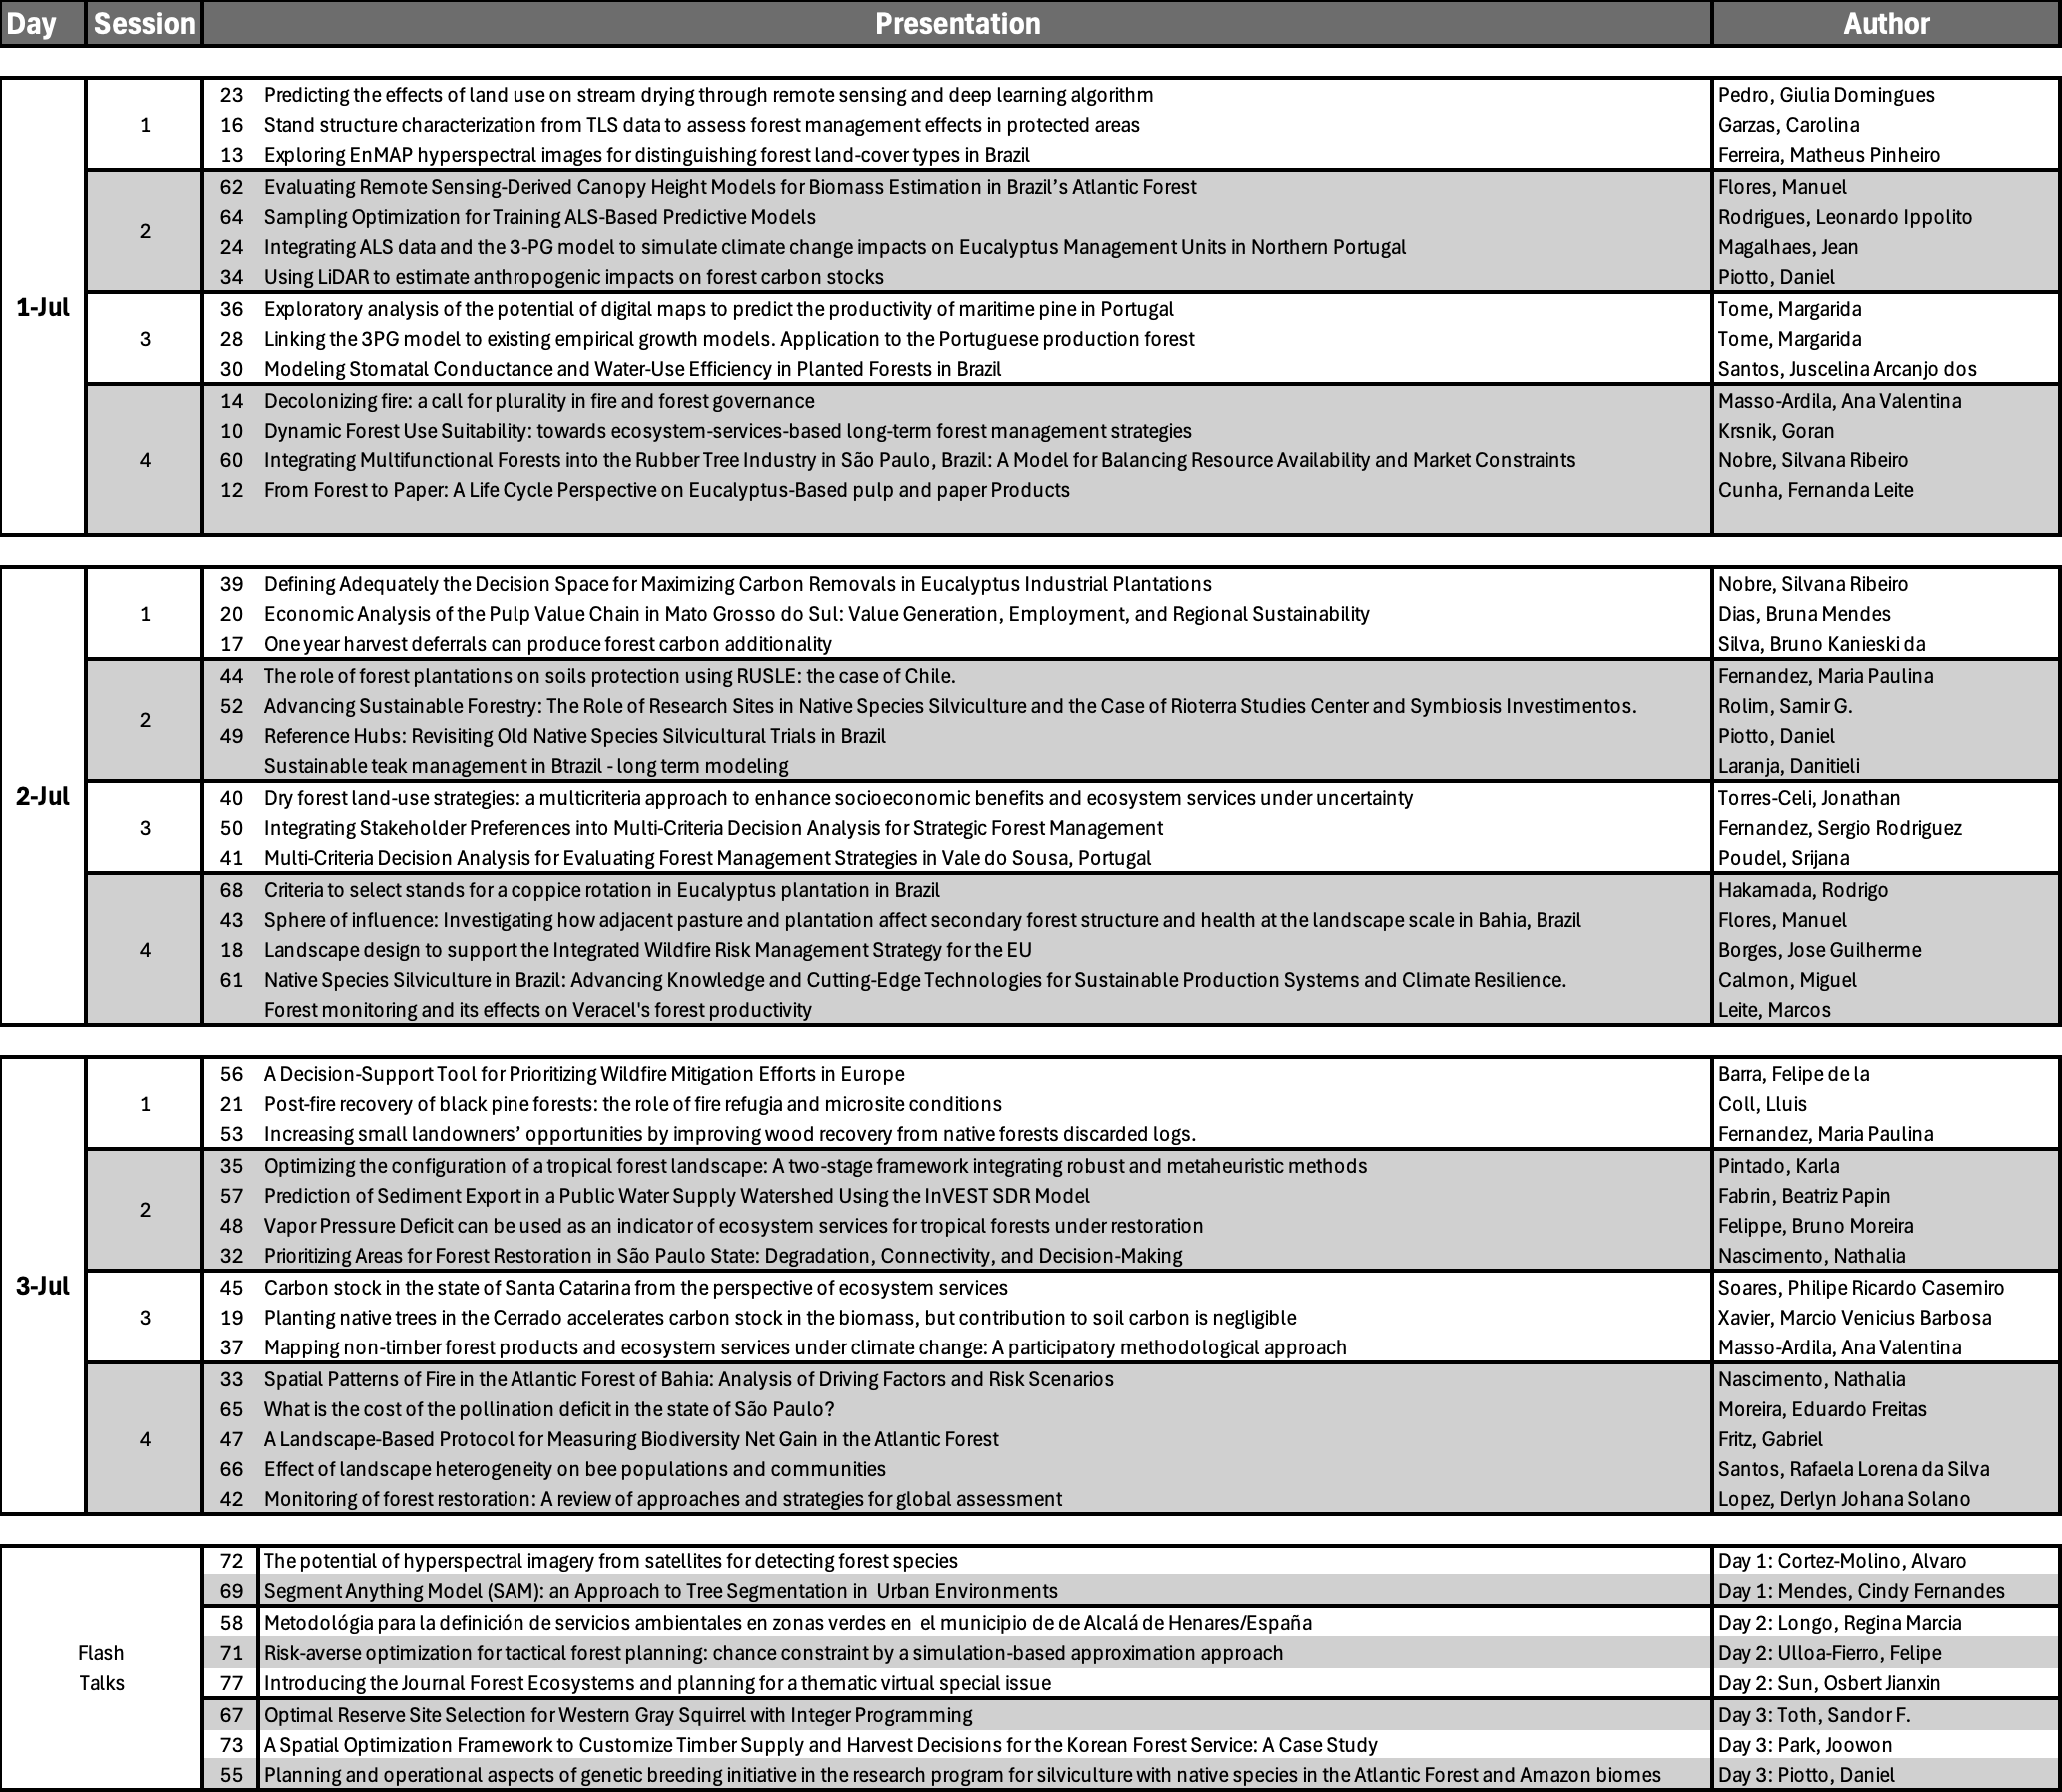 Day Session Presentation Author
23 Predicting the effects of land use on stream drying through remote sensing and deep learning algorithm Pedro, Giulia Domingues
1 16 Stand structure characterization from TLS data to assess forest management effects in protected areas Garzas, Carolina
13 Exploring EnMAP hyperspectral images for distinguishing forest land-cover types in Brazil Ferreira, Matheus Pinheiro
62 Evaluating Remote Sensing-Derived Canopy Height Models for Biomass Estimation in Brazil’s Atlantic Forest Flores, Manuel
64 Sampling Optimization for Training ALS-Based Predictive Models Rodrigues, Leonardo Ippolito
2
24 Integrating ALS data and the 3-PG model to simulate climate change impacts on Eucalyptus Management Units in Northern Portugal Magalhaes, Jean
34 Using LiDAR to estimate anthropogenic impacts on forest carbon stocks Piotto, Daniel
1-Jul 36 Exploratory analysis of the potential of digital maps to predict the productivity of maritime pine in Portugal Tome, Margarida
3 28 Linking the 3PG model to existing empirical growth models. Application to the Portuguese production forest Tome, Margarida
30 Modeling Stomatal Conductance and Water-Use Efficiency in Planted Forests in Brazil Santos, Juscelina Arcanjo dos
14 Decolonizing fire: a call for plurality in fire and forest governance Masso-Ardila, Ana Valentina
10 Dynamic Forest Use Suitability: towards ecosystem-services-based long-term forest management strategies Krsnik, Goran
4 60 Integrating Multifunctional Forests into the Rubber Tree Industry in São Paulo, Brazil: A Model for Balancing Resource Availability and Market Constraints Nobre, Silvana Ribeiro
12 From Forest to Paper: A Life Cycle Perspective on Eucalyptus-Based pulp and paper Products Cunha, Fernanda Leite
39 Defining Adequately the Decision Space for Maximizing Carbon Removals in Eucalyptus Industrial Plantations Nobre, Silvana Ribeiro
1 20 Economic Analysis of the Pulp Value Chain in Mato Grosso do Sul: Value Generation, Employment, and Regional Sustainability Dias, Bruna Mendes
17 One year harvest deferrals can produce forest carbon additionality Silva, Bruno Kanieski da
44 The role of forest plantations on soils protection using RUSLE: the case of Chile. Fernandez, Maria Paulina
52 Advancing Sustainable Forestry: The Role of Research Sites in Native Species Silviculture and the Case of Rioterra Studies Center and Symbiosis Investimentos. Rolim, Samir G.
2
49 Reference Hubs: Revisiting Old Native Species Silvicultural Trials in Brazil Piotto, Daniel
Sustainable teak management in Btrazil - long term modeling Laranja, Danitieli
2-Jul 40 Dry forest land-use strategies: a multicriteria approach to enhance socioeconomic benefits and ecosystem services under uncertainty Torres-Celi, Jonathan
3 50 Integrating Stakeholder Preferences into Multi-Criteria Decision Analysis for Strategic Forest Management Fernandez, Sergio Rodriguez
41 Multi-Criteria Decision Analysis for Evaluating Forest Management Strategies in Vale do Sousa, Portugal Poudel, Srijana
68 Criteria to select stands for a coppice rotation in Eucalyptus plantation in Brazil Hakamada, Rodrigo
43 Sphere of influence: Investigating how adjacent pasture and plantation affect secondary forest structure and health at the landscape scale in Bahia, Brazil Flores, Manuel
4 18 Landscape design to support the Integrated Wildfire Risk Management Strategy for the EU Borges, Jose Guilherme
61 Native Species Silviculture in Brazil: Advancing Knowledge and Cutting-Edge Technologies for Sustainable Production Systems and Climate Resilience. Calmon, Miguel
Forest monitoring and its effects on Veracel's forest productivity Leite, Marcos
56 A Decision-Support Tool for Prioritizing Wildfire Mitigation Efforts in Europe Barra, Felipe de la
1 21 Post-fire recovery of black pine forests: the role of fire refugia and microsite conditions Coll, Lluis
53 Increasing small landowners’ opportunities by improving wood recovery from native forests discarded logs. Fernandez, Maria Paulina
35 Optimizing the configuration of a tropical forest landscape: A two-stage framework integrating robust and metaheuristic methods Pintado, Karla
57 Prediction of Sediment Export in a Public Water Supply Watershed Using the InVEST SDR Model Fabrin, Beatriz Papin
2
48 Vapor Pressure Deficit can be used as an indicator of ecosystem services for tropical forests under restoration Felippe, Bruno Moreira
32 Prioritizing Areas for Forest Restoration in São Paulo State: Degradation, Connectivity, and Decision-Making Nascimento, Nathalia
3-Jul 45 Carbon stock in the state of Santa Catarina from the perspective of ecosystem services Soares, Philipe Ricardo Casemiro
3 19 Planting native trees in the Cerrado accelerates carbon stock in the biomass, but contribution to soil carbon is negligible Xavier, Marcio Venicius Barbosa
37 Mapping non-timber forest products and ecosystem services under climate change: A participatory methodological approach Masso-Ardila, Ana Valentina
33 Spatial Patterns of Fire in the Atlantic Forest of Bahia: Analysis of Driving Factors and Risk Scenarios Nascimento, Nathalia
65 What is the cost of the pollination deficit in the state of São Paulo? Moreira, Eduardo Freitas
4 47 A Landscape-Based Protocol for Measuring Biodiversity Net Gain in the Atlantic Forest Fritz, Gabriel
66 Effect of landscape heterogeneity on bee populations and communities Santos, Rafaela Lorena da Silva
42 Monitoring of forest restoration: A review of approaches and strategies for global assessment Lopez, Derlyn Johana Solano
72 The potential of hyperspectral imagery from satellites for detecting forest species Day 1: Cortez-Molino, Alvaro
69 Segment Anything Model (SAM): an Approach to Tree Segmentation in Urban Environments Day 1: Mendes, Cindy Fernandes
58 Metodológia para la definición de servicios ambientales en zonas verdes en el municipio de de Alcalá de Henares/España Day 2: Longo, Regina Marcia
Flash 71 Risk-averse optimization for tactical forest planning: chance constraint by a simulation-based approximation approach Day 2: Ulloa-Fierro, Felipe
Talks 77 Introducing the Journal Forest Ecosystems and planning for a thematic virtual special issue Day 2: Sun, Osbert Jianxin
67 Optimal Reserve Site Selection for Western Gray Squirrel with Integer Programming Day 3: Toth, Sandor F.
73 A Spatial Optimization Framework to Customize Timber Supply and Harvest Decisions for the Korean Forest Service: A Case Study Day 3: Park, Joowon
55 Planning and operational aspects of genetic breeding initiative in the research program for silviculture with native species in the Atlantic Forest and Amazon biomes Day 3: Piotto, Daniel